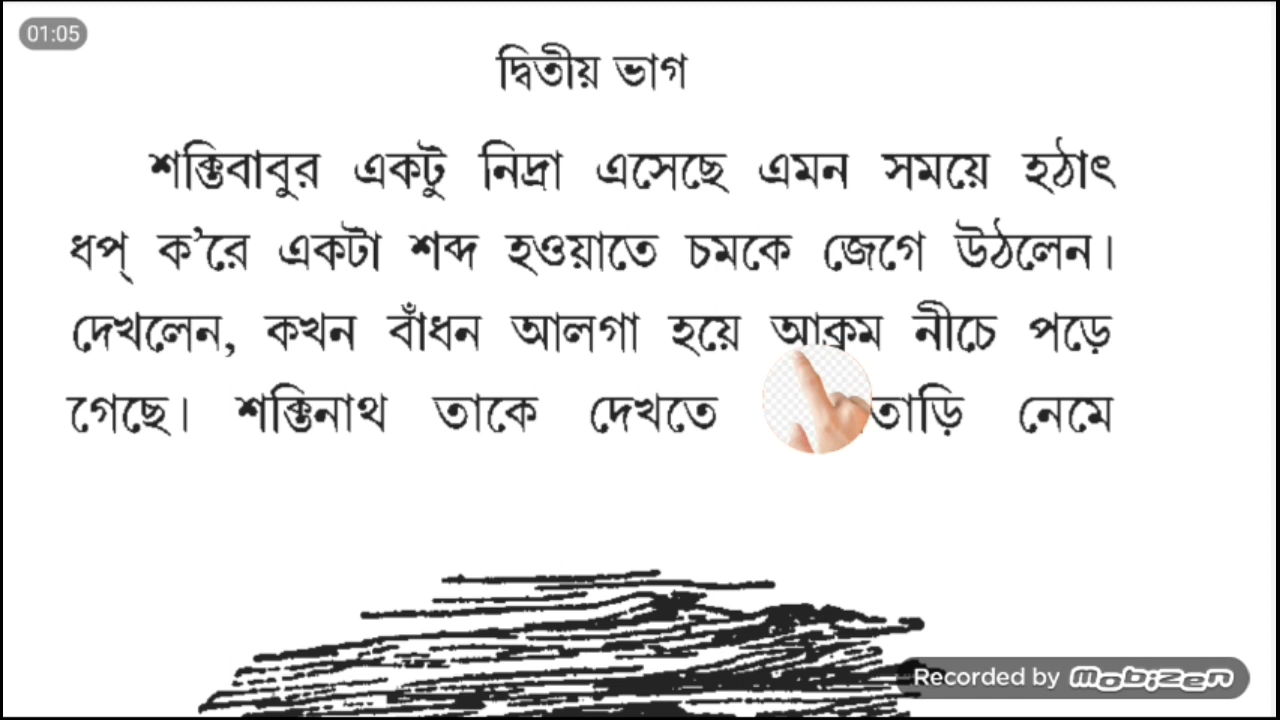 01:05
দ্বিতীয় ভাগ
শক্তিবাবুর একটু নিদ্রা এসেছে এমন সময়ে হঠাৎ
ধপ্ ক'রে একটা শব্দ হওয়াতে চমকে জেগে উঠলেন।
দেখলেন, কখন বাঁধন আলগা হয়ে আক্রম নীচে পড়ে
গেছে। শক্তিনাথ তাকে দেখতে নেমে
Recorded by mobizen